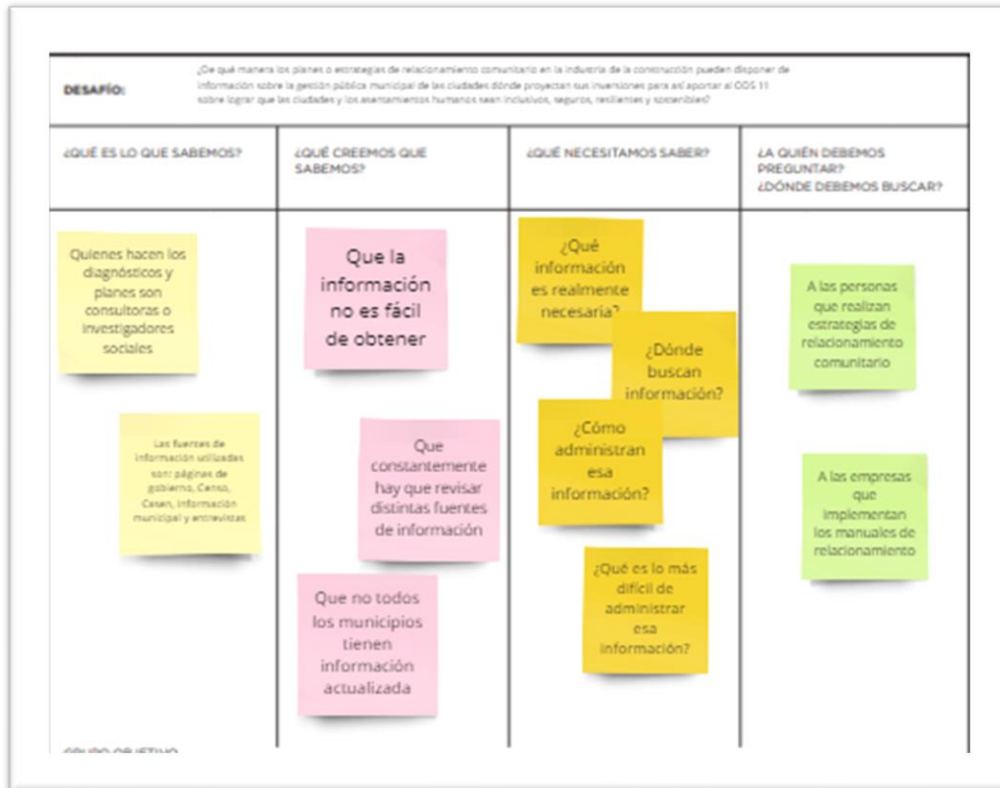 DESAFÍO:
¿De qué manera los planes o estrategias de relacionamiento comunitario en la industria de la construcción pueden disponer de
información sobre la gestión pública municipal de las ciudades dónde proyectan sus inversiones para así aportar al ODS 11
sobre lograr que las ciudades y los asentamientos humanos sean inclusivos, seguros, resilientes y sostenibles?
¿QUÉ ES LO QUE SABEMOS?
¿QUÉ CREEMOS QUE
SABEMOS?
¿QUÉ NECESITAMOS SABER?
¿A QUIÉN DEBEMOS
PREGUNTAR?
¿DÓNDE DEBEMOS BUSCAR?
Quienes hacen los
diagnósticos y
planes son
consultoras o
investigadores
sociales
Las fuentes de
información utilizadas
son: páginas de
gobierno, Censo,
Casen, información
municipal y entrevistas
Que la
información
no es fácil
de obtener
Que
constantemente
hay que revisar
distintas fuentes
de información
Que no todos
los municipios
tienen
información
actualizada
¿Qué
información
es realmente
necesaria?
¿Dónde
buscan
información?
¿Cómo
administran
esa
información?
¿Qué es lo más
difícil de
administrar
esa
información?
A las personas
que realizan
estrategias de
relacionamiento
comunitario
A las empresas
que
implementan
los manuales de
relacionamiento
GRUPO OBJETIVO